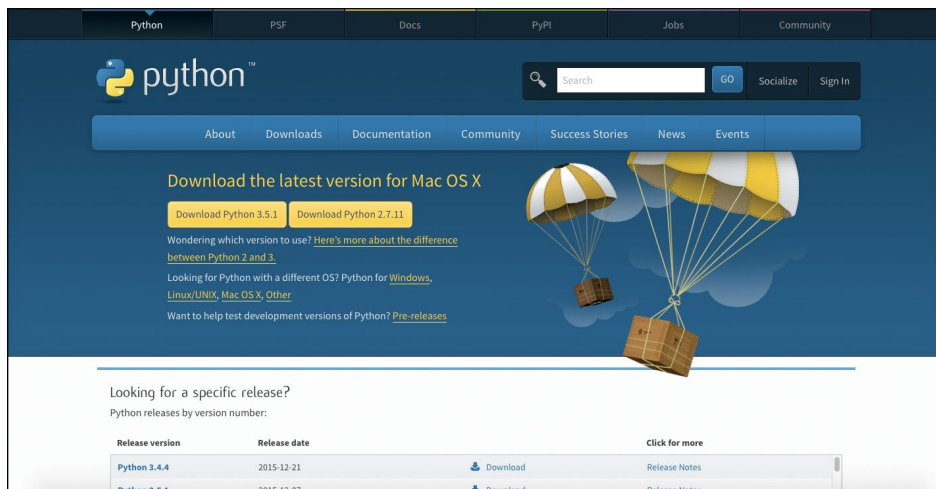 Python PSF Docs PyPI Jobs Community
python™
Search GO Socialize Sign In
About Downloads Documentation Community Success Stories News Events
Download the latest version for Mac OS X
Download Python 3.5.1 Download Python 2.7.11
Wondering which version to use? Here's more about the difference
between Python 2 and 3.
Looking for Python with a different OS? Python for Windows,
Linux/UNIX, Mac OS X, Other
Want to help test development versions of Python? Pre-releases
Looking for a specific release?
Python releases by version number:
Release version Release date Click for more
Python 3.4.4 2015-12-21 Download Release Notes